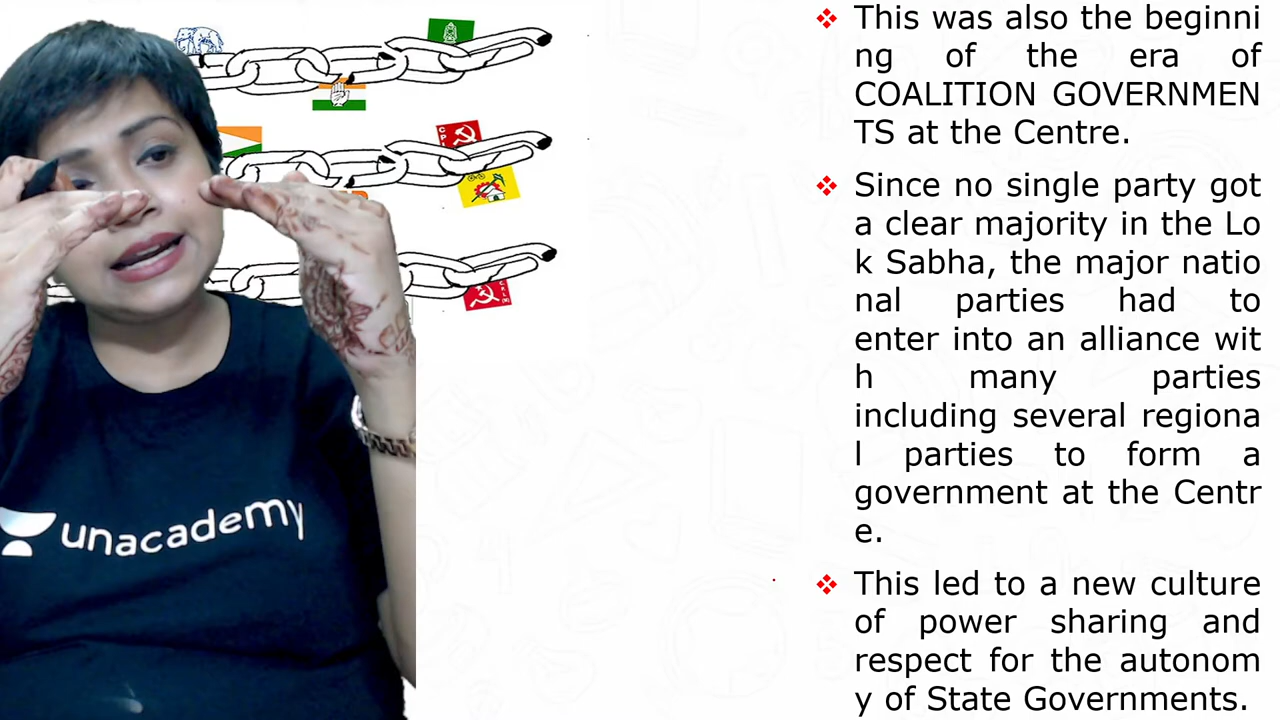 This was also the beginni
ng of the era of
COALITION GOVERNMEN
TS at the Centre.
Since no single party got
a clear majority in the Lo
k Sabha, the major natio
nal parties had to
enter into an alliance wit
h many parties
including several regiona
l parties to form a
government at the Centr
e.
This led to a new culture
of power sharing and
respect for the autonom
y of State Governments.
unacademy